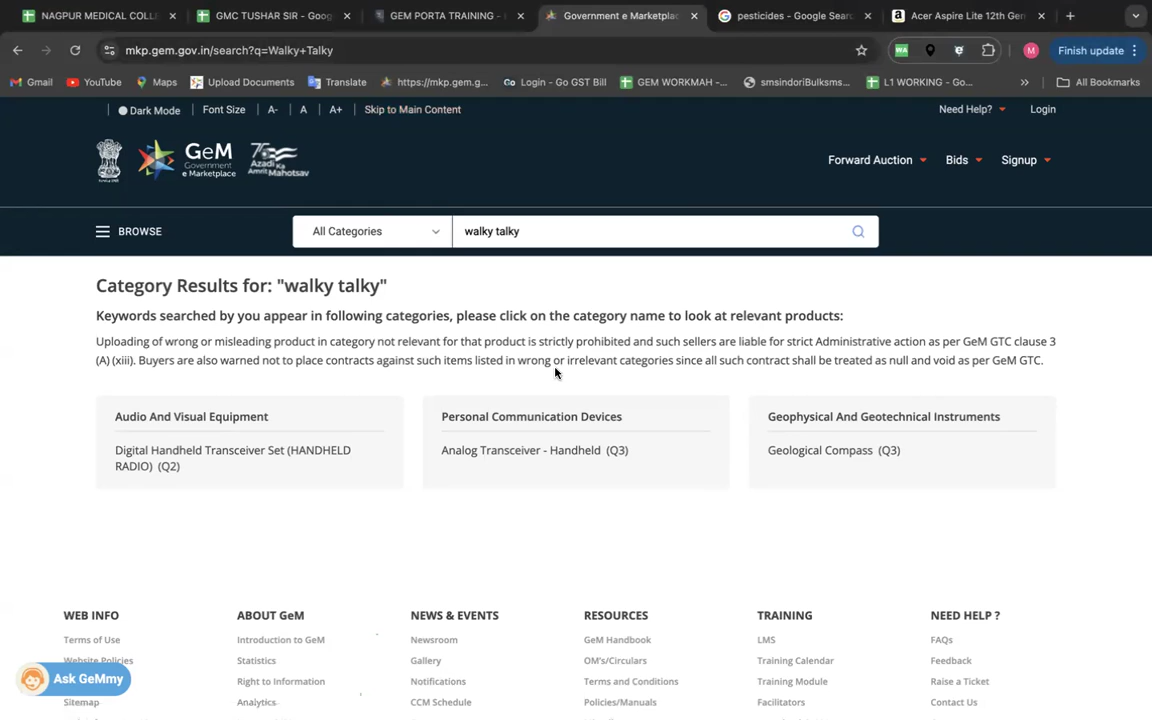 NAGPUR MEDICAL COLL
GMC TUSHAR SIR - Goog
GEM PORTA TRAINING -
Government e Marketplac
pesticides - Google Searc
Acer Aspire Lite 12th Gen
mkp.gem.gov.in/search?q=Walky+Talky
WA
M
Finish update
Gmail
YouTube
Maps
Upload Documents
Translate
https://mkp.gem.g...
Login - Go GST Bill
GEM WORKMAH -...
smsindoriBulksms...
L1 WORKING - Go...
All Bookmarks
Dark Mode
Font Size
A-
A
A+
Skip to Main Content
Need Help?
Login
GeM
Government
e Marketplace
75
Azadi Ka
Amrit Mahotsav
Forward Auction
Bids
Signup
BROWSE
All Categories
walky talky
Category Results for: "walky talky"
Keywords searched by you appear in following categories, please click on the category name to look at relevant products:
Uploading of wrong or misleading product in category not relevant for that product is strictly prohibited and such sellers are liable for strict Administrative action as per GeM GTC clause 3
(A) (xiii). Buyers are also warned not to place contracts against such items listed in wrong or irrelevant categories since all such contract shall be treated as null and void as per GeM GTC.
Audio And Visual Equipment
Digital Handheld Transceiver Set (HANDHELD
RADIO) (Q2)
Personal Communication Devices
Analog Transceiver - Handheld (Q3)
Geophysical And Geotechnical Instruments
Geological Compass (Q3)
WEB INFO
Terms of Use
Website Policies
Sitemap
ABOUT GeM
Introduction to GeM
Statistics
Right to Information
Analytics
NEWS & EVENTS
Newsroom
Gallery
Notifications
CCM Schedule
RESOURCES
GeM Handbook
OM's/Circulars
Terms and Conditions
Policies/Manuals
TRAINING
LMS
Training Calendar
Training Module
Facilitators
NEED HELP ?
FAQs
Feedback
Raise a Ticket
Contact Us
Ask GeMmy